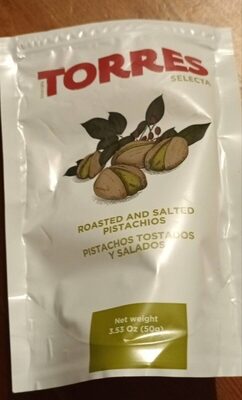 TORRES
SELECTA
ROASTED AND SALTED
PISTACHIOS
PISTACHOS TOSTADOS
Y SALADOS
Net weight
3.53 Oz (50g)